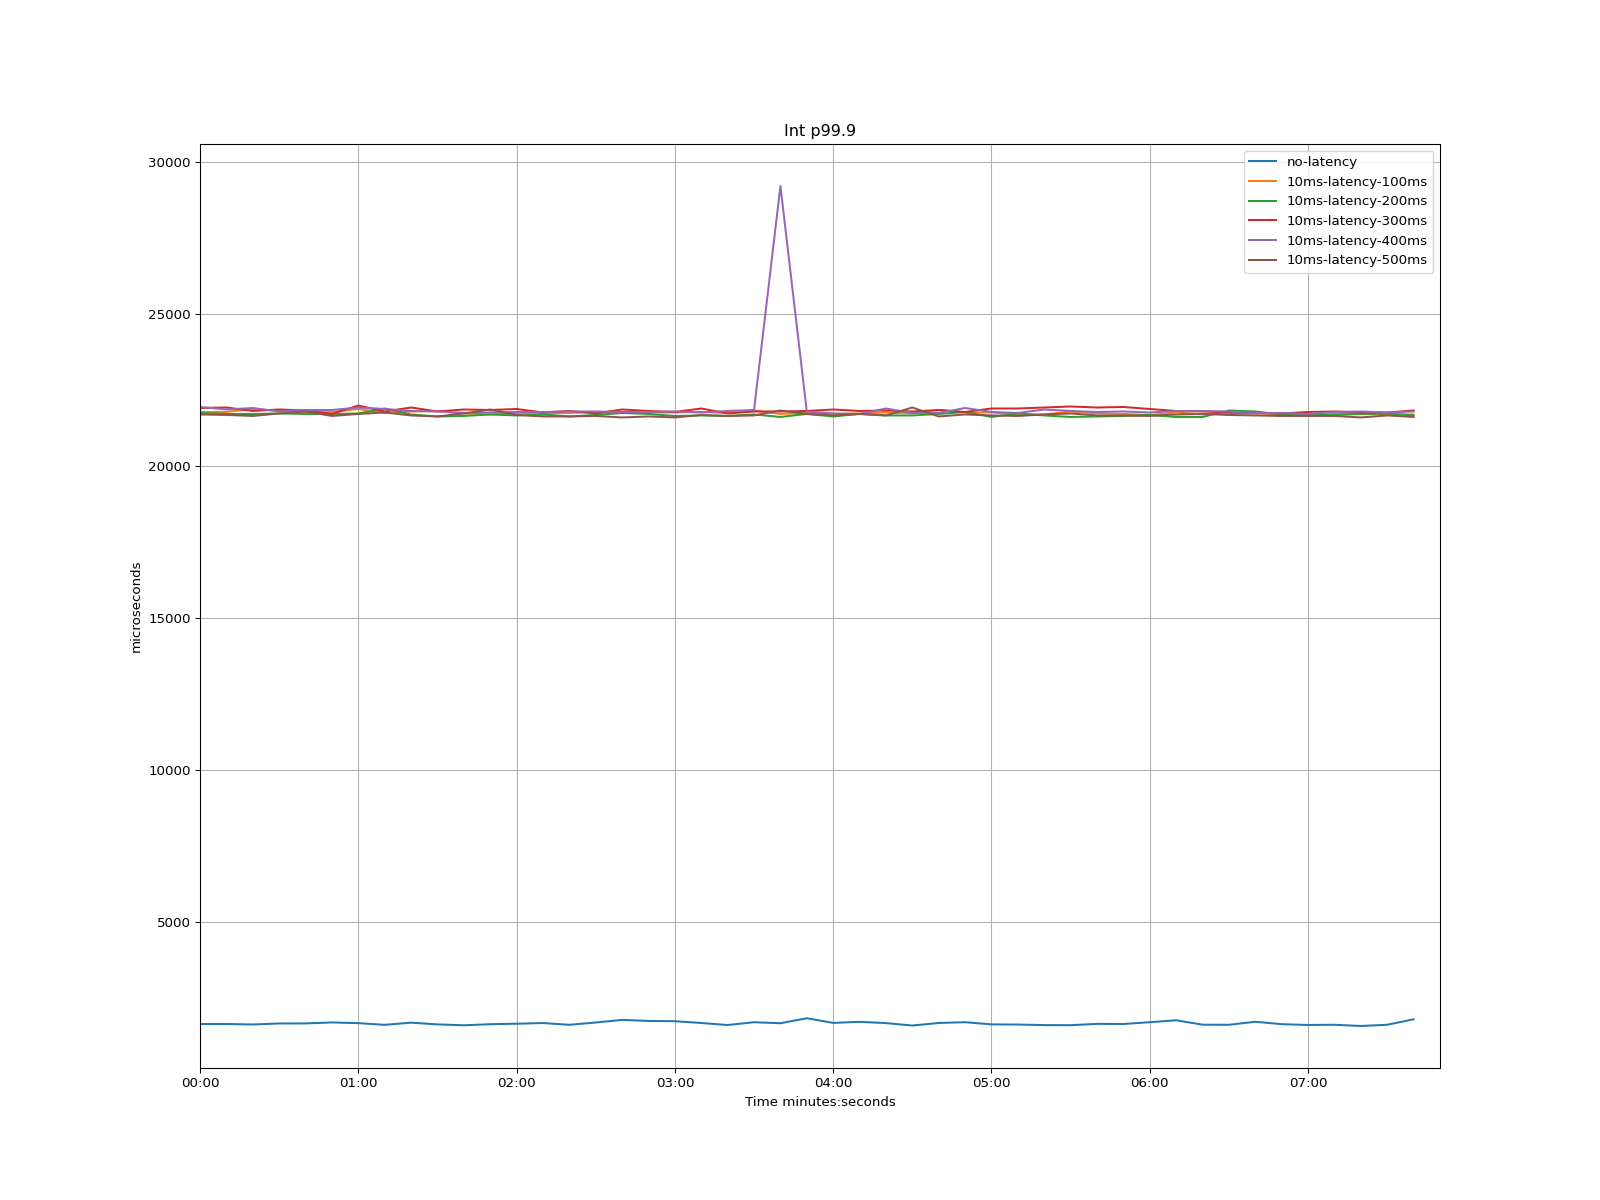 Int p99.9
30000
25000
20000
15000
10000
5000
microseconds
no-latency
10ms-latency-100ms
10ms-latency-200ms
10ms-latency-300ms
10ms-latency-400ms
10ms-latency-500ms
00:00 01:00 02:00 03:00 04:00 05:00 06:00 07:00
Time minutes:seconds